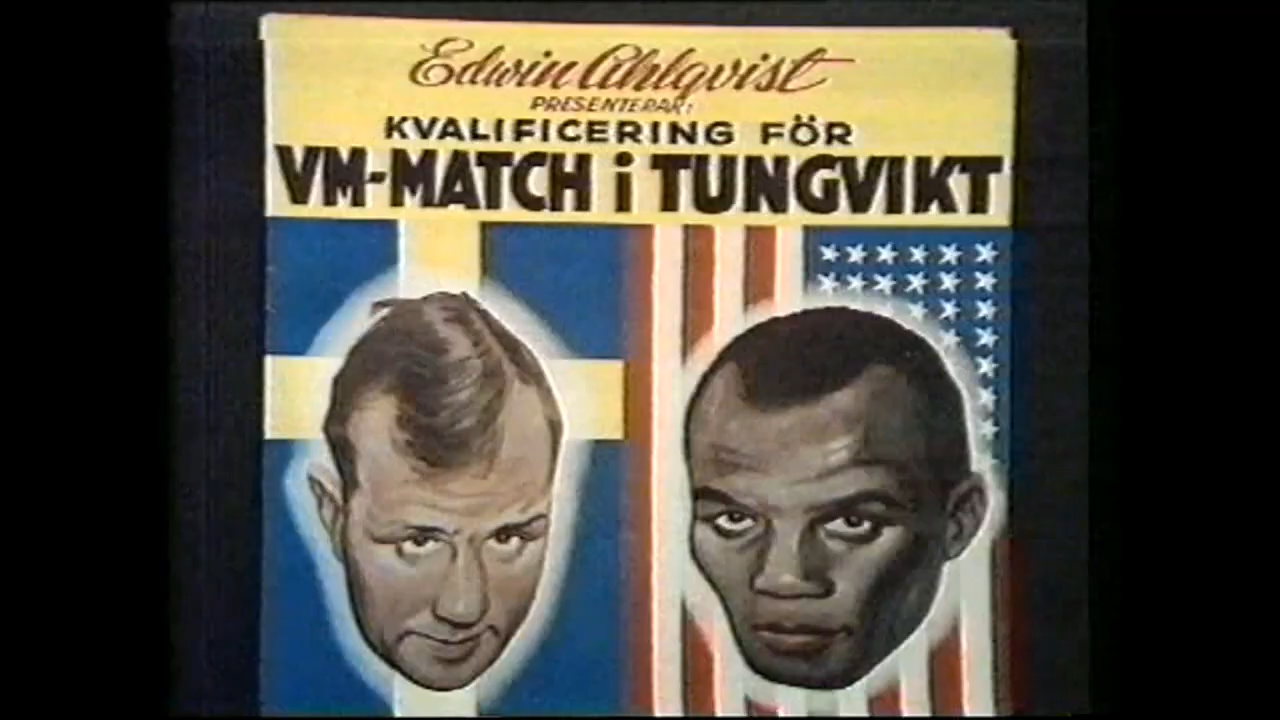 Edwin Ahlqvist
PRESENTERAR:
KVALIFICERING FÖR
VM-MATCH i TUNGVIKT